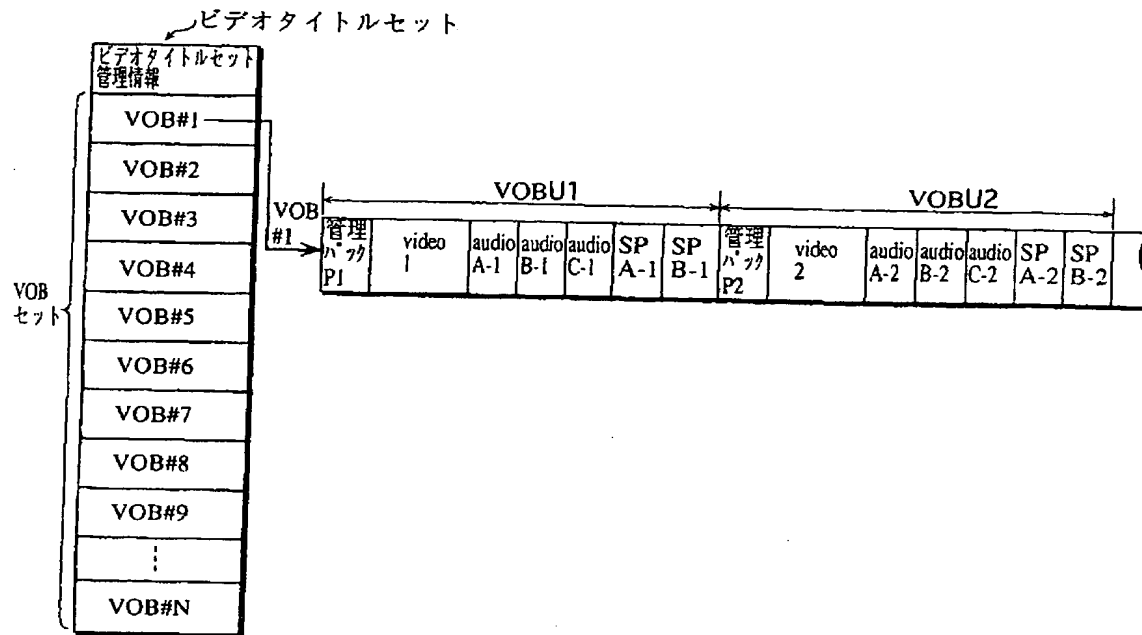 ビデオタイトルセット
ビデオタイトルセット
管理情報
VOB#1
VOB#2
VOB#3
VOB#4
VOB#5
VOB#6
VOB#7
VOB#8
VOB#9
VOB#N
VOB
セット
VOB
#1
VOBU1
VOBU2
管理
パック
P1
video
1
audio
A-1
audio
B-1
audio
C-1
SP
A-1
SP
B-1
管理
パック
P2
video
2
audio
A-2
audio
B-2
audio
C-2
SP
A-2
SP
B-2